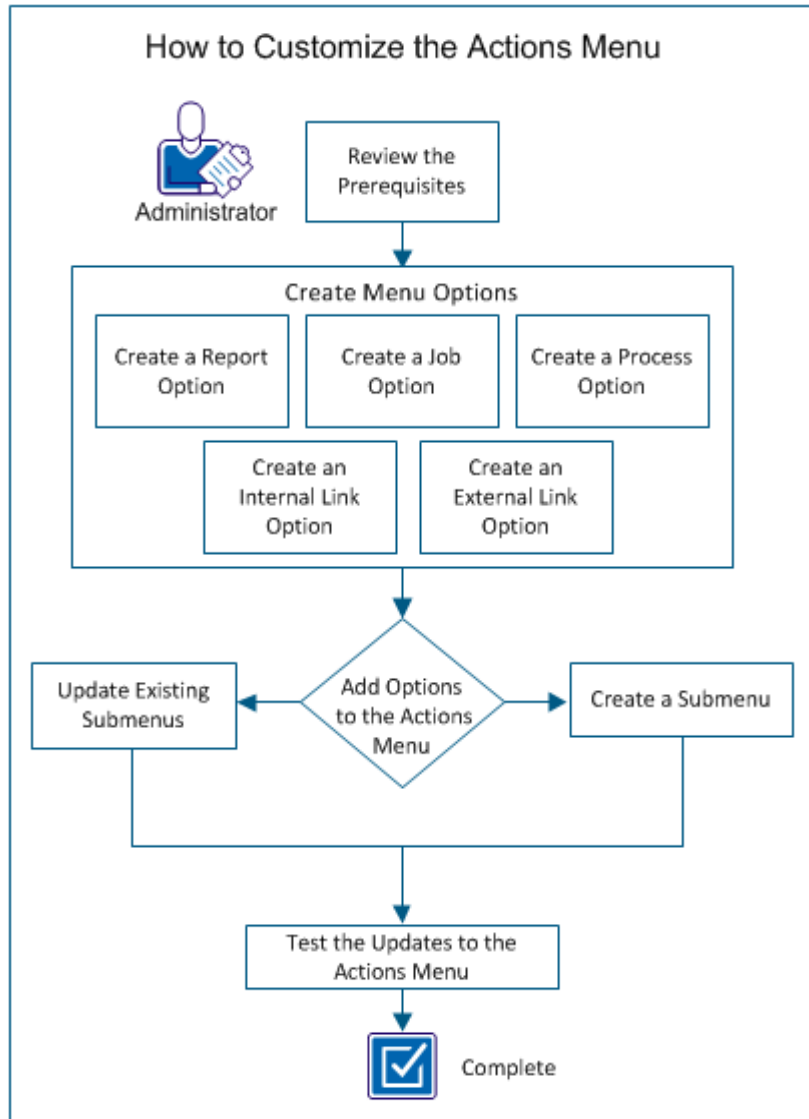 How to Customize the Actions Menu
Administrator
Review the
Prerequisites
Create Menu Options
Create a Report
Option
Create a Job
Option
Create a Process
Option
Create an
Internal Link
Option
Create an
External Link
Option
Update Existing
Submenus
Add Options
to the Actions
Menu
Create a Submenu
Test the Updates to the
Actions Menu
Complete